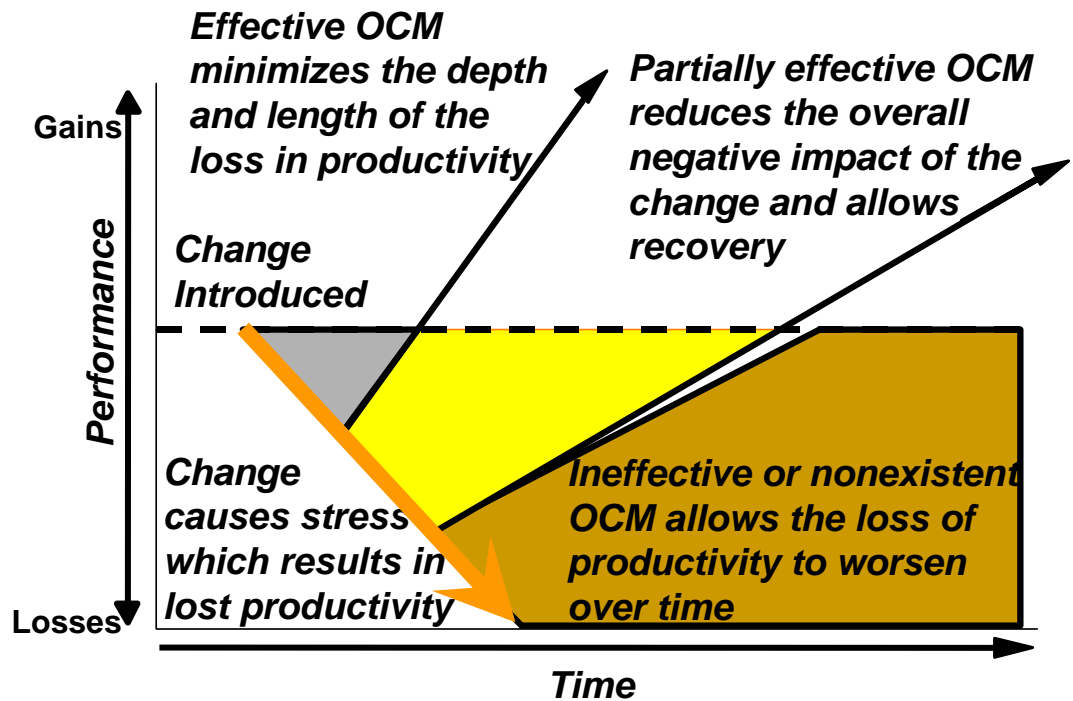 Effective OCM
minimizes the depth
and length of the
loss in productivity
Partially effective OCM
reduces the overall
negative impact of the
change and allows
recovery
Gains
Performance
Losses
Change
Introduced
Change
causes stress
which results in
lost productivity
Ineffective or nonexistent
OCM allows the loss of
productivity to worsen
over time
Time